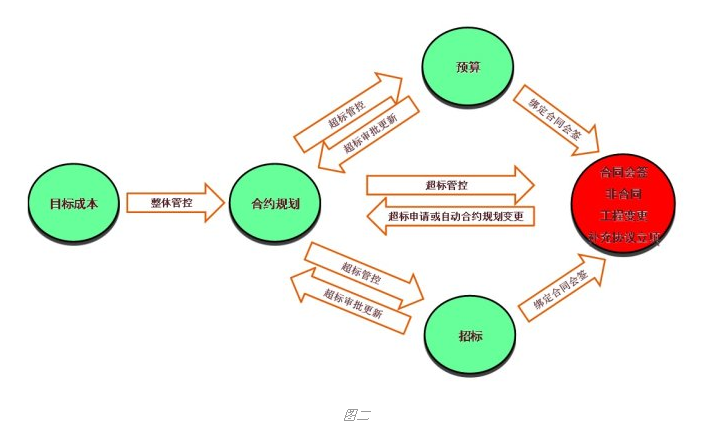 预算
超标管控
超标审批更新
绑定合同会签
目标成本
整体管控
合约规划
超标管控
超标申请或自动合约规划变更
合同会签
非合同
工程变更
补充协议立项
超标管控
超标审批更新
招标
绑定合同会签
图二